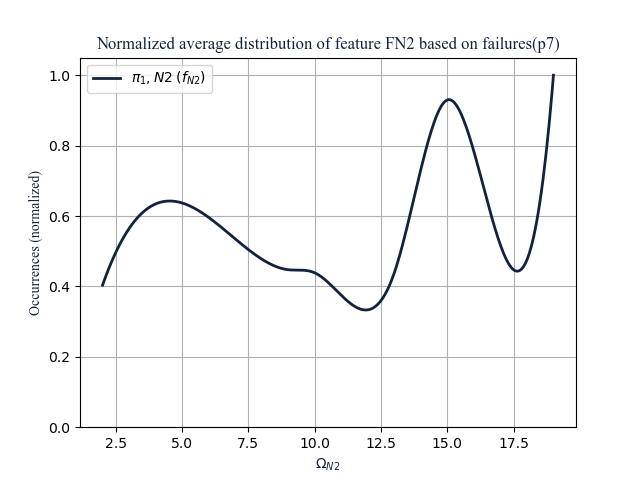 Normalized average distribution of feature FN2 based on failures(p7)
π₁, N2 (f_N2)
1.0
0.8
0.6
0.4
0.2
0.0
Occurrences (normalized)
2.5 5.0 7.5 10.0 12.5 15.0 17.5
Ω_N2